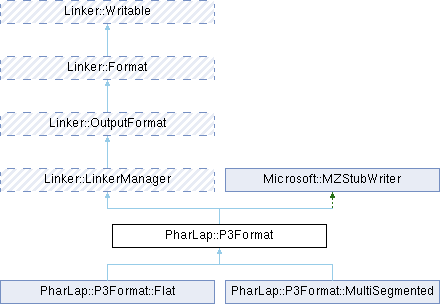 Linker::Writable
Linker::Format
Linker::OutputFormat
Linker::LinkerManager
Microsoft::MZStubWriter
PharLap::P3Format
PharLap::P3Format::Flat
PharLap::P3Format::MultiSegmented